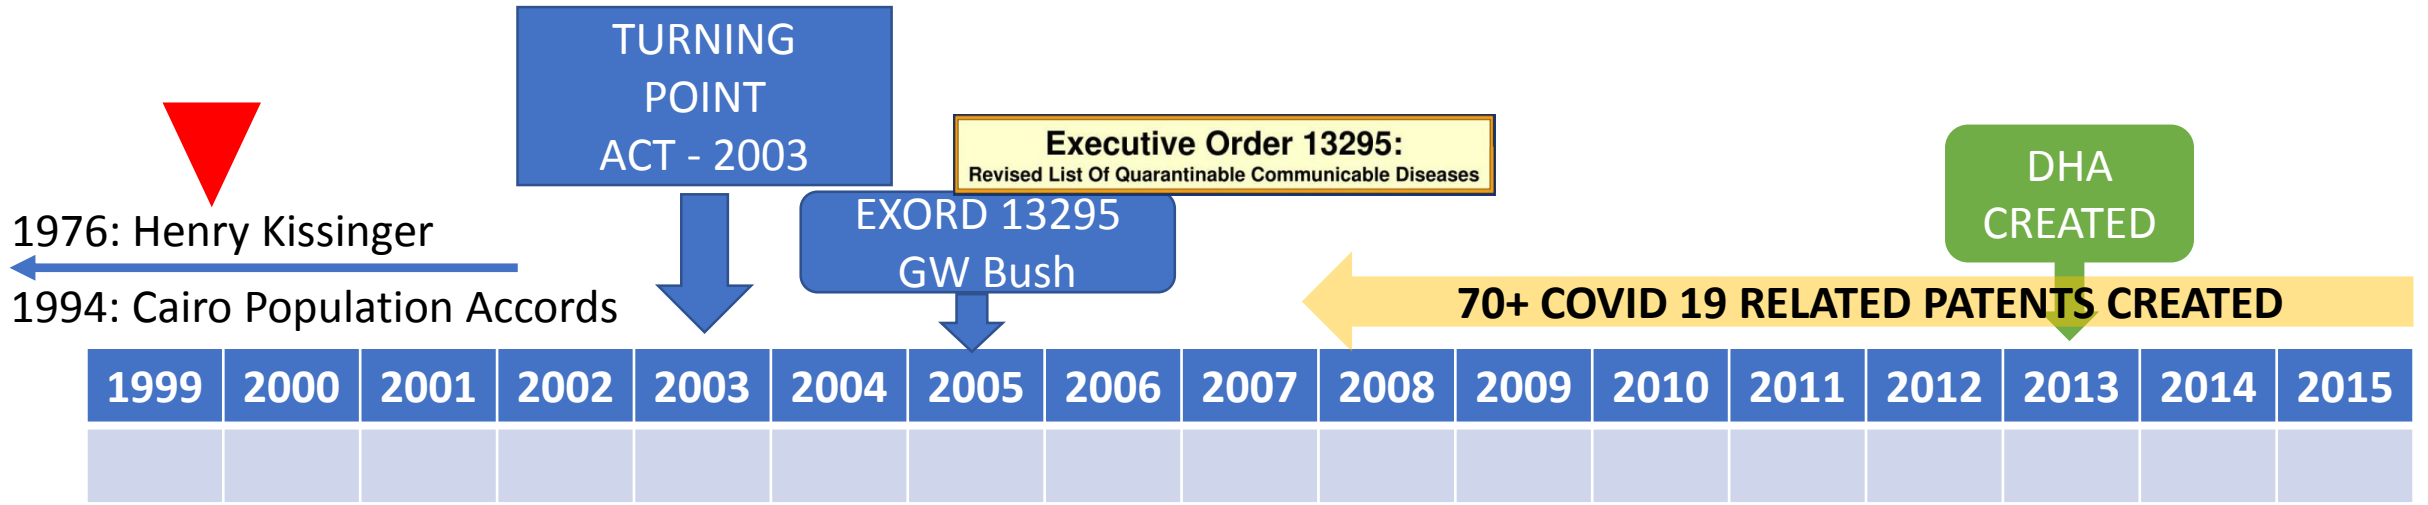 TURNING
POINT
ACT - 2003
Executive Order 13295:
Revised List Of Quarantinable Communicable Diseases
EXORD 13295
GW Bush
DHA
CREATED
1976: Henry Kissinger
1994: Cairo Population Accords
70+ COVID 19 RELATED PATENTS CREATED
1999 2000 2001 2002 2003 2004 2005 2006 2007 2008 2009 2010 2011 2012 2013 2014 2015